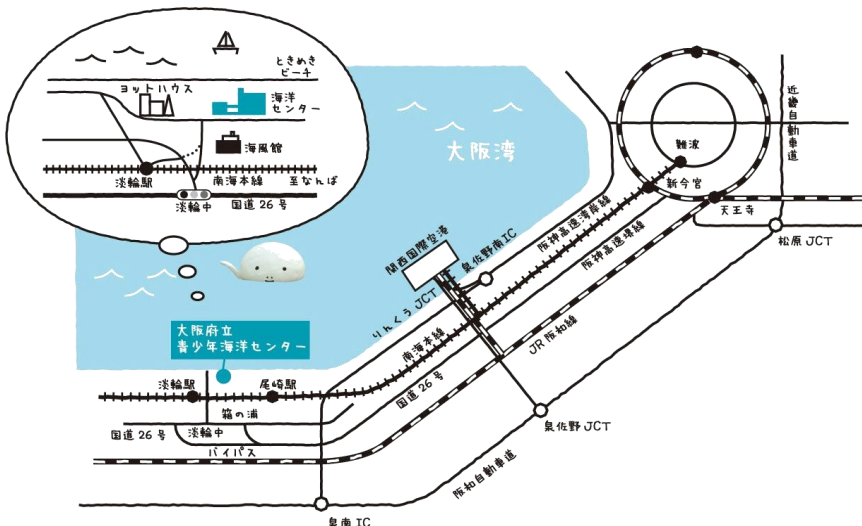 ときめき
ビーチ
ヨットハウス
海洋
センター
海風館
淡輪駅
南海本線
至なんば
淡輪中
国道26号
大阪湾
近畿自動車道
難波
新今宮
天王寺
松原JCT
阪神高速湾岸線
阪神高速堺線
関西国際空港
泉佐野南IC
りんくうJCT
南海本線
JR阪和線
国道26号
大阪府立
青少年海洋センター
淡輪駅
尾崎駅
箱の浦
国道26号
淡輪中
バイパス
泉佐野JCT
阪和自動車道
泉南IC